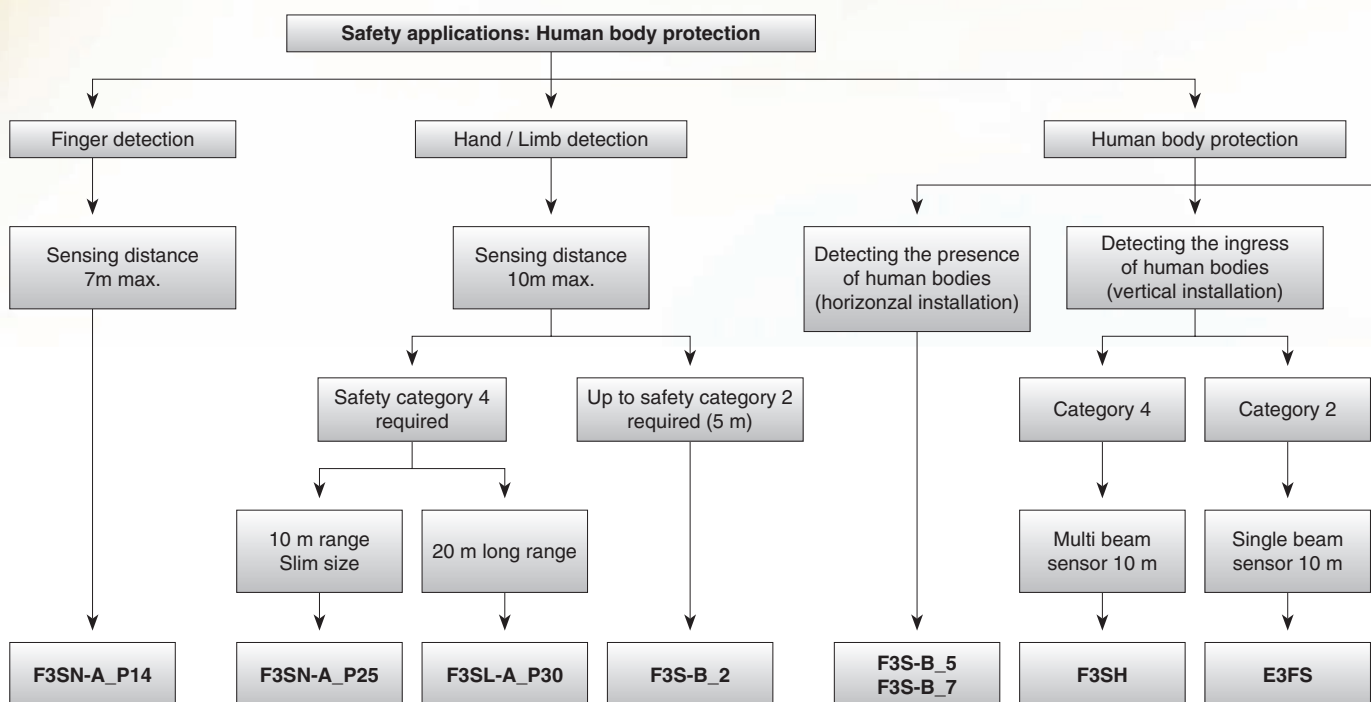 Safety applications: Human body protection
Finger detection
Hand / Limb detection
Human body protection
Sensing distance
7m max.
Sensing distance
10m max.
Detecting the presence
of human bodies
(horizonzal installation)
Detecting the ingress
of human bodies
(vertical installation)
Safety category 4
required
Up to safety category 2
required (5 m)
Category 4
Category 2
10 m range
Slim size
20 m long range
Multi beam
sensor 10 m
Single beam
sensor 10 m
F3SN-A_P14
F3SN-A_P25
F3SL-A_P30
F3S-B_2
F3S-B_5
F3S-B_7
F3SH
E3FS